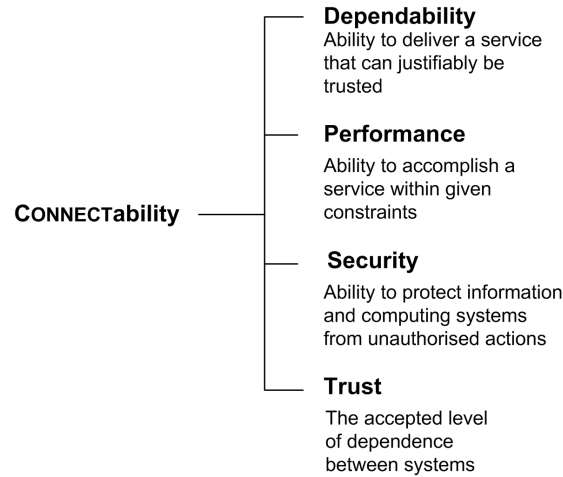 Dependability
Ability to deliver a service
that can justifiably be
trusted
Performance
Ability to accomplish a
service within given
constraints
CONNECTability
Security
Ability to protect information
and computing systems
from unauthorised actions
Trust
The accepted level
of dependence
between systems